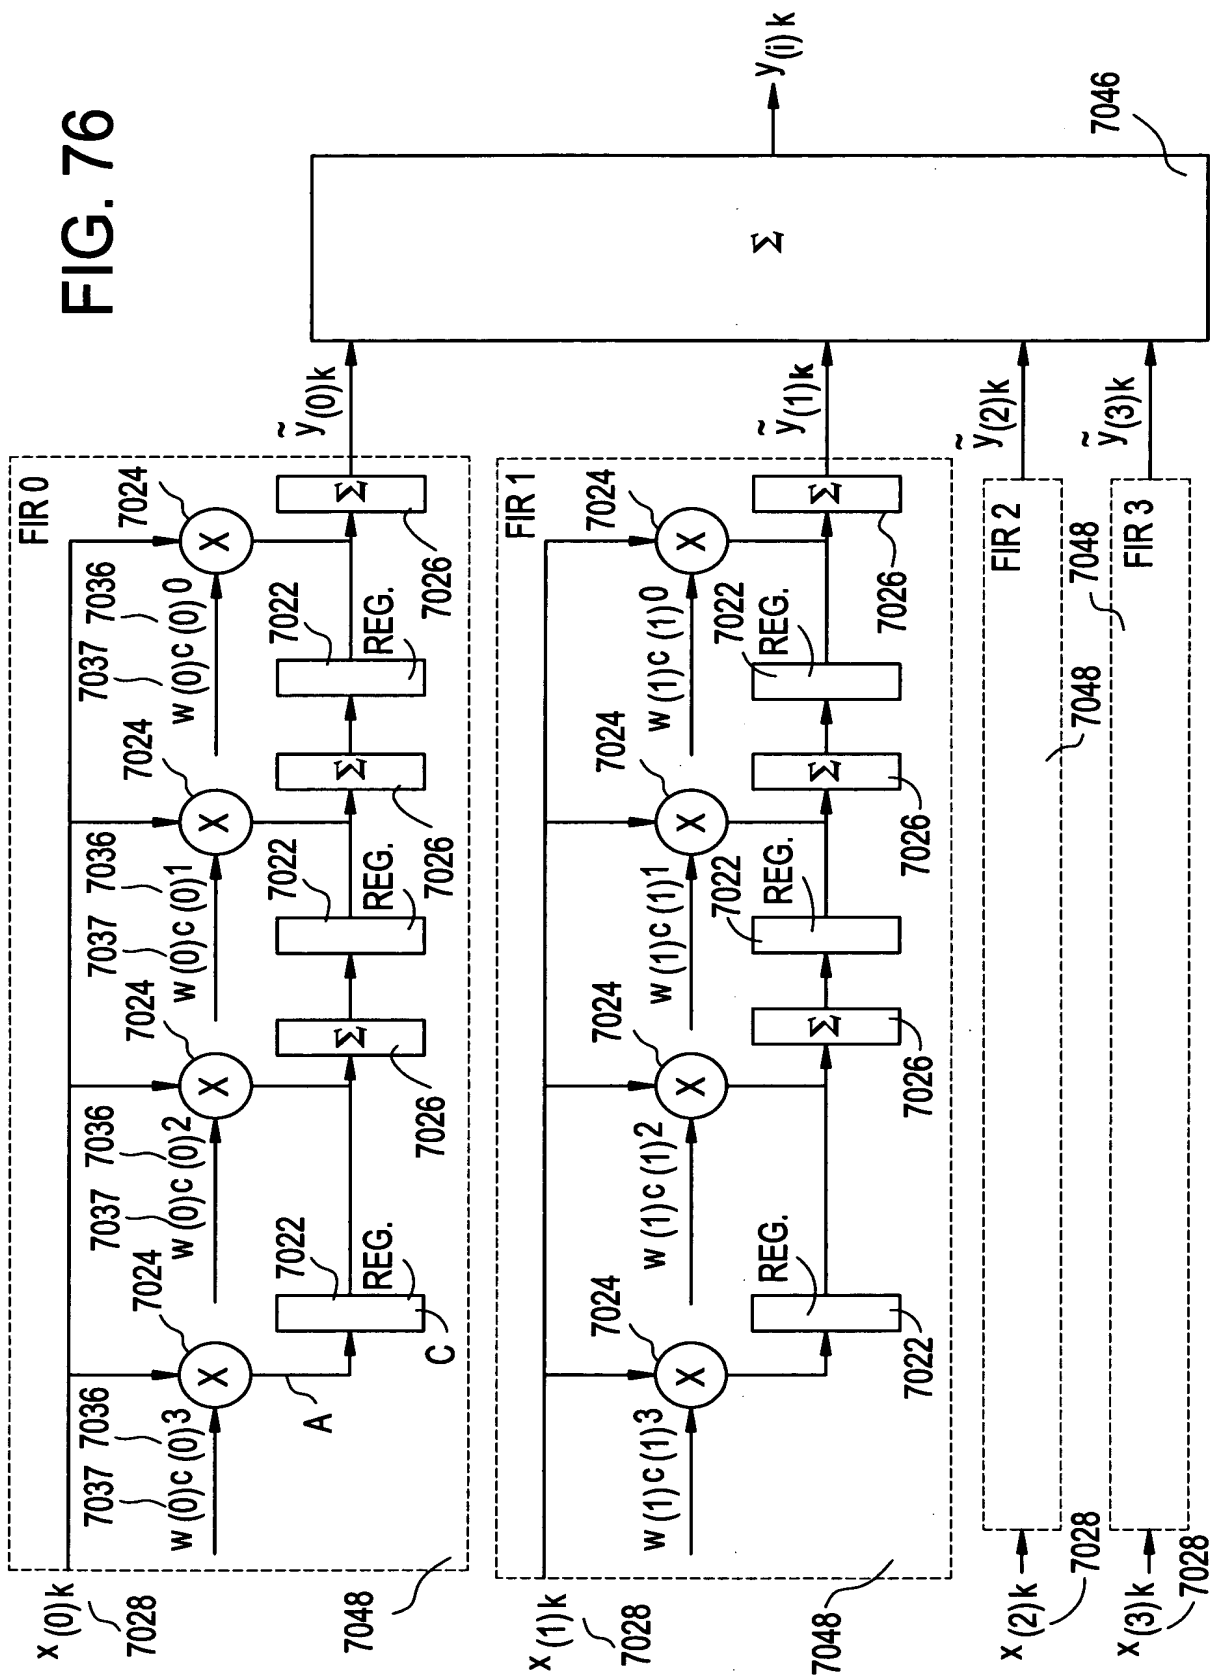 FIG. 76
FIR 0
7037 7036 7024
w(0)c(0)3
X
7037 7036 7024
w(0)c(0)2
X
7037 7036 7024
w(0)c(0)1
X
7037 7036 7024
w(0)c(0)0
X
x(0)k
7028
A
C
7022
REG.
Σ
7026
7022
REG.
Σ
7026
7022
REG.
Σ
7026
7048
ỹ(0)k
FIR 1
7024
w(1)c(1)3
X
7024
w(1)c(1)2
X
7024
w(1)c(1)1
X
7024
w(1)c(1)0
X
x(1)k
7028
REG.
7022
Σ
7026
7022
REG.
Σ
7026
7022
REG.
Σ
7026
7048
ỹ(1)k
FIR 2
x(2)k
7028
7048
ỹ(2)k
FIR 3
x(3)k
7028
7048
ỹ(3)k
Σ
7046
y(i)k